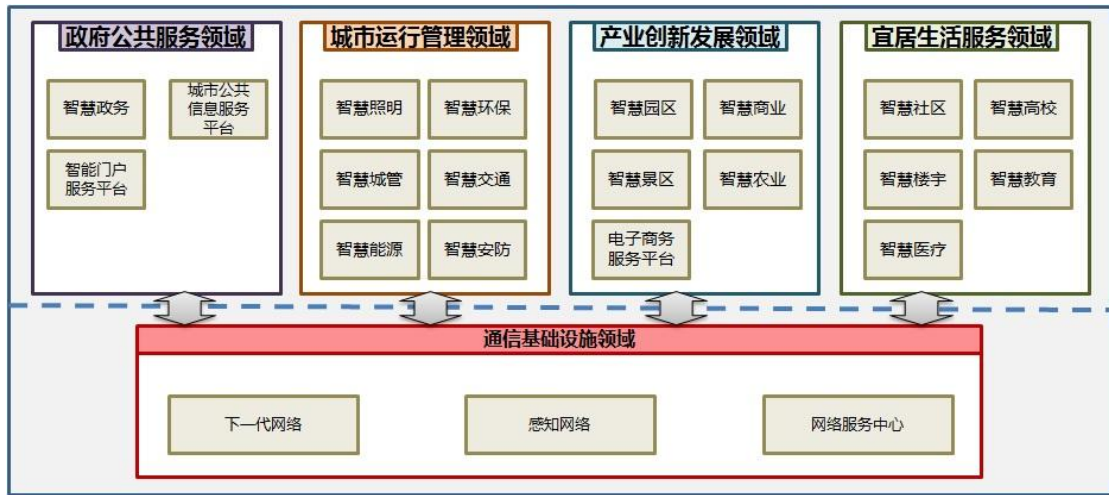 政府公共服务领域
智慧政务
城市公共
信息服务
平台
智能门户
服务平台
城市运行管理领域
智慧照明
智慧环保
智慧城管
智慧交通
智慧能源
智慧安防
产业创新发展领域
智慧园区
智慧商业
智慧景区
智慧农业
电子商务
服务平台
宜居生活服务领域
智慧社区
智慧高校
智慧楼宇
智慧教育
智慧医疗
通信基础设施领域
下一代网络
感知网络
网络服务中心